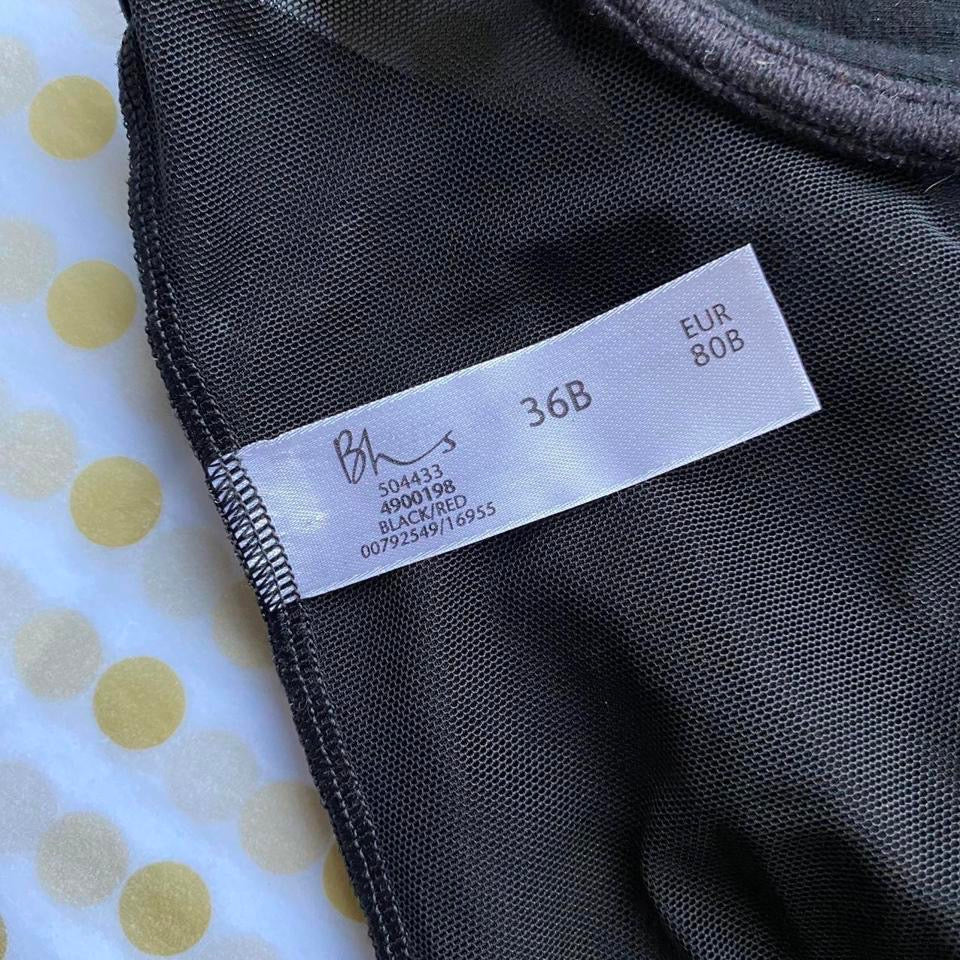 Bhs
504433
4900198
BLACK/RED
00792549/16955
36B
EUR
80B